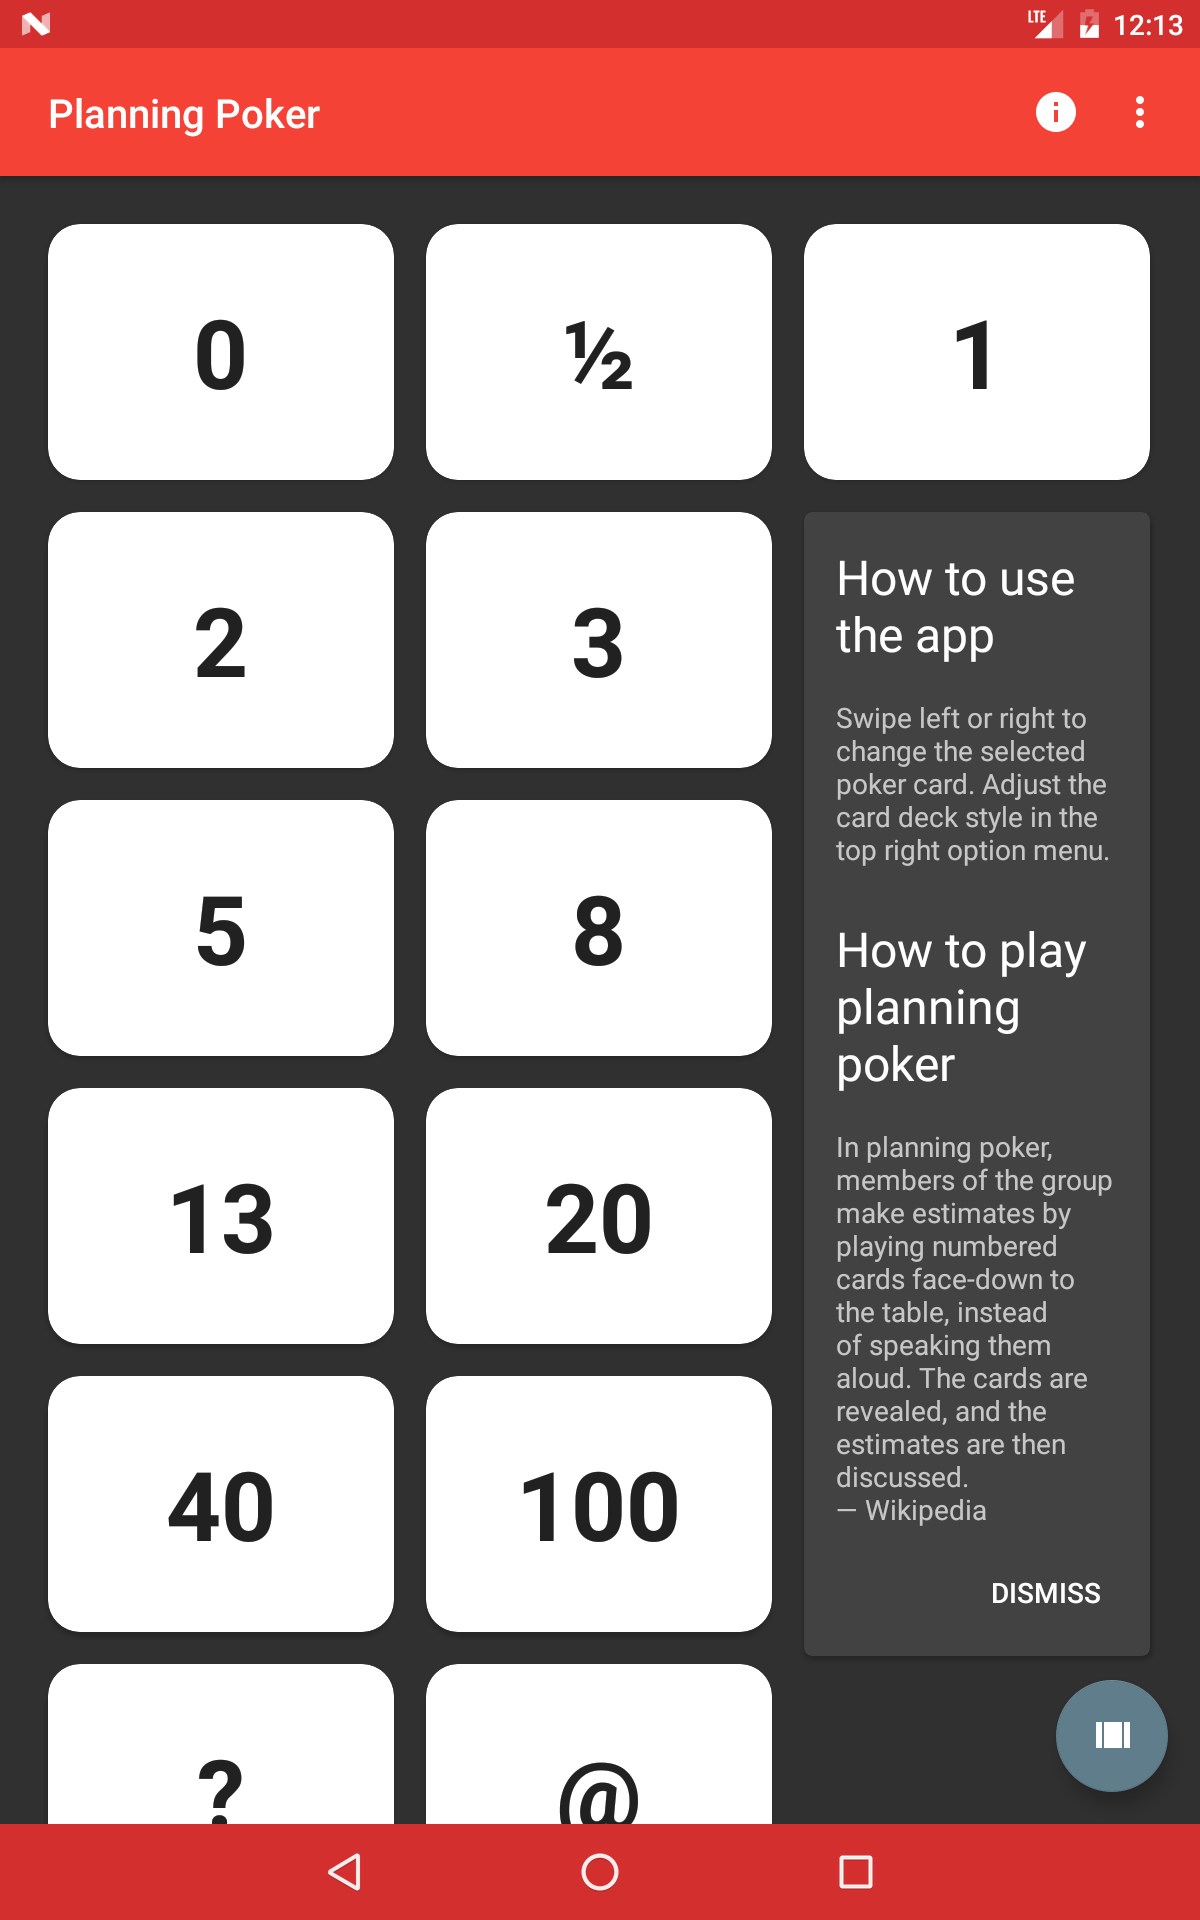 LTE 12:13
Planning Poker
0 ½ 1
2 3
How to use
the app
Swipe left or right to
change the selected
poker card. Adjust the
card deck style in the
top right option menu.
5 8
How to play
planning
poker
13 20
In planning poker,
members of the group
make estimates by
playing numbered
cards face-down to
the table, instead
of speaking them
aloud. The cards are
revealed, and the
estimates are then
discussed.
— Wikipedia
40 100
DISMISS
? @